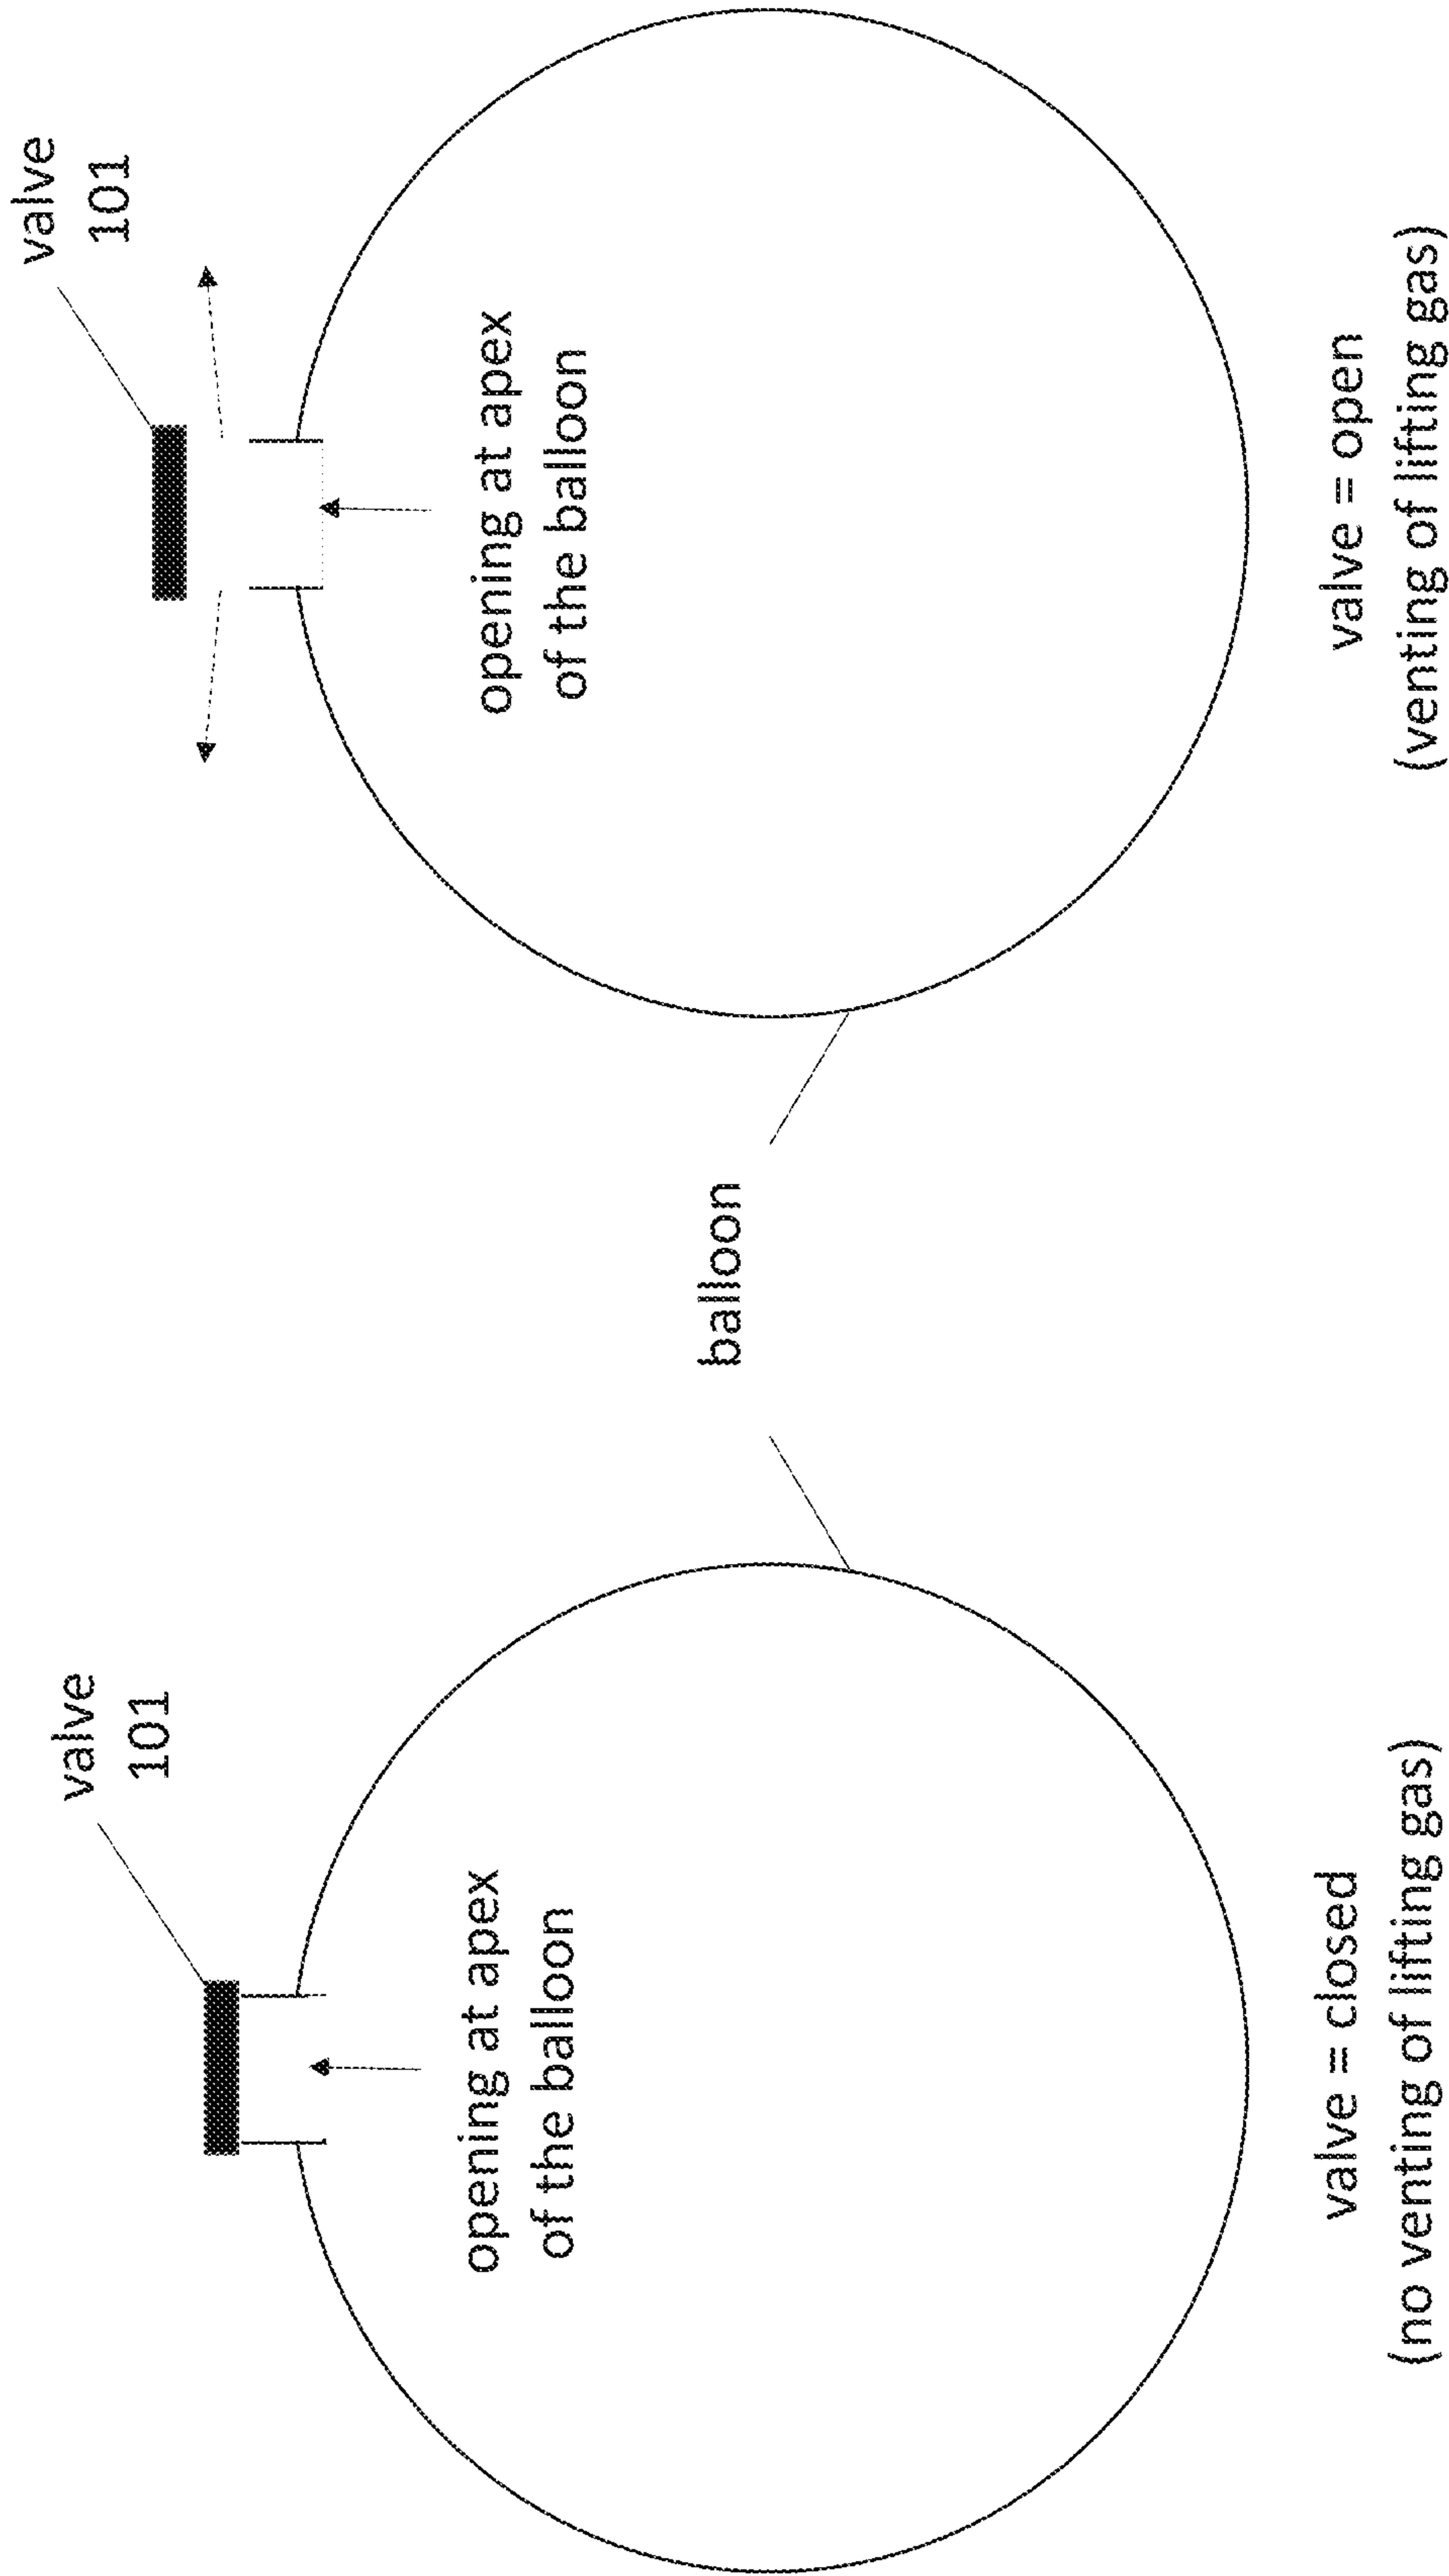 valve
101
opening at apex
of the balloon
valve = closed
(no venting of lifting gas)
balloon
valve
101
opening at apex
of the balloon
valve = open
(venting of lifting gas)